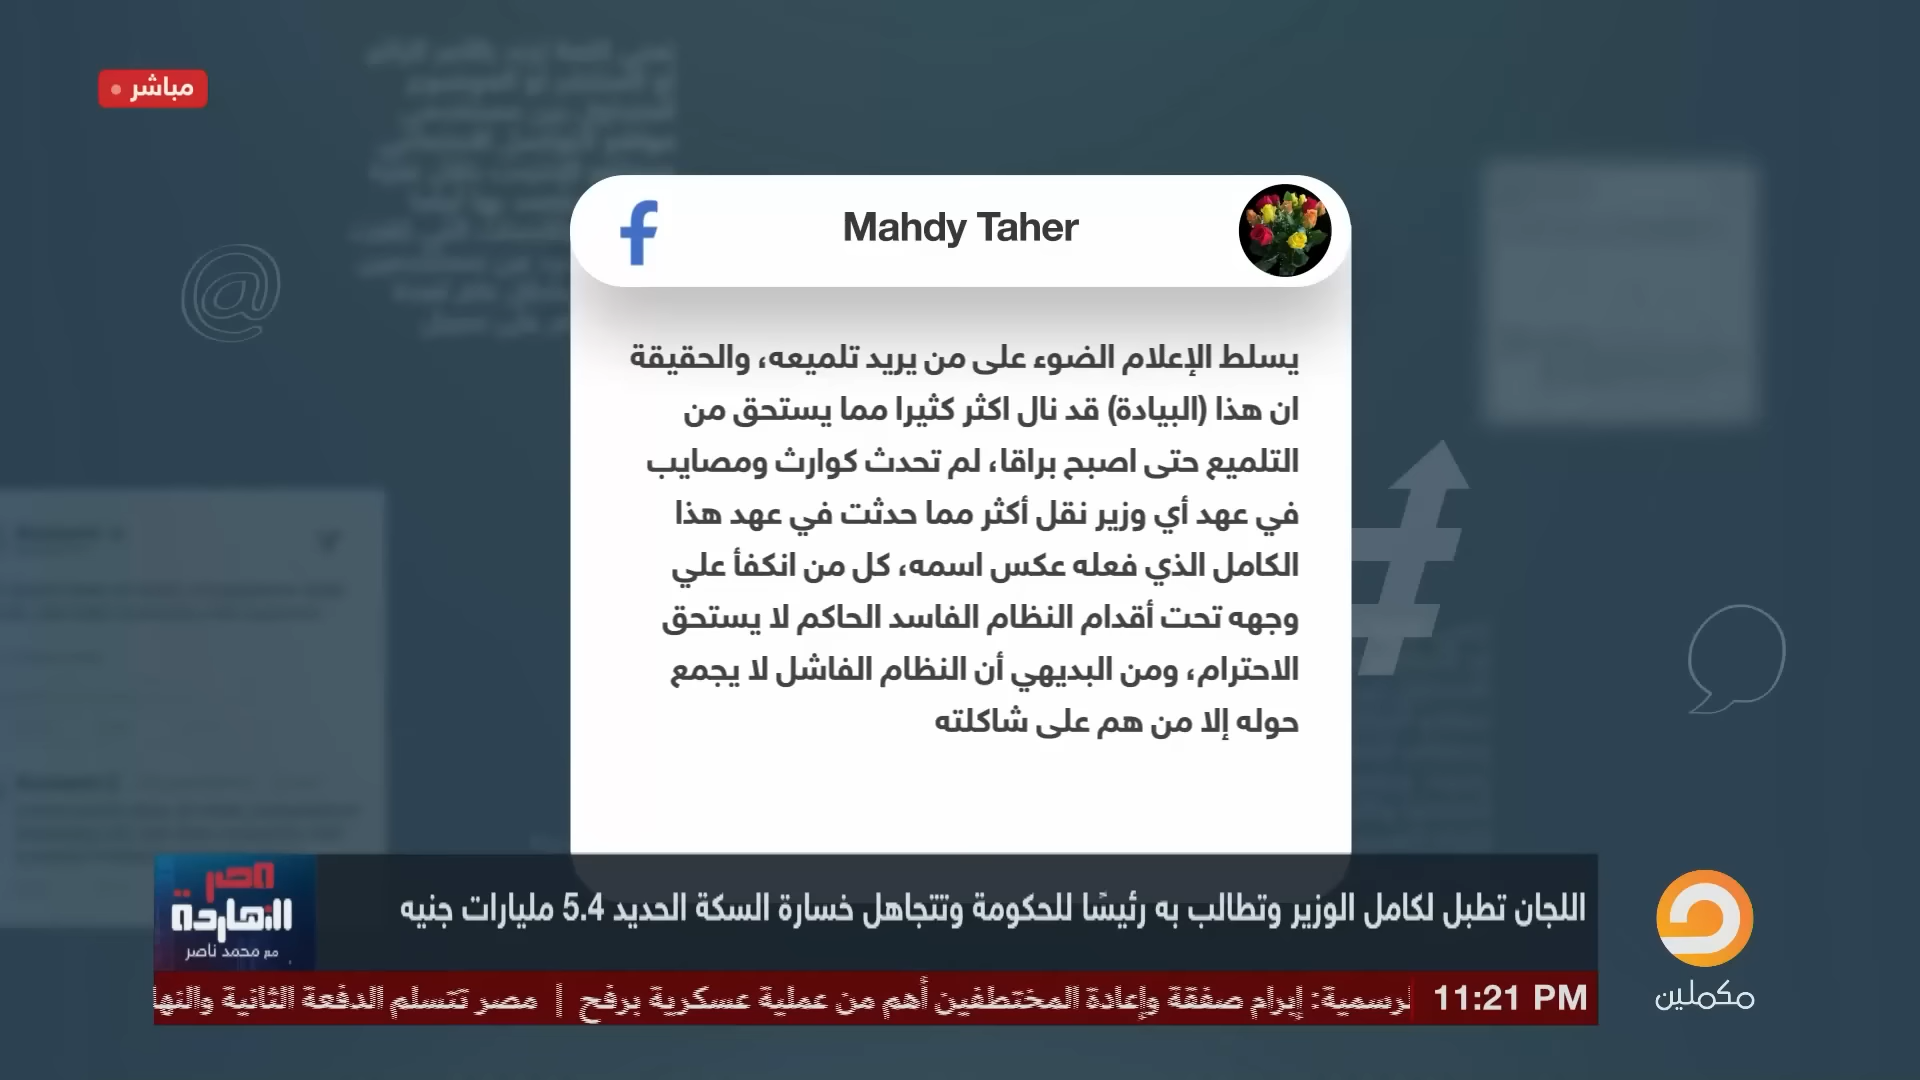 مباشر
Mahdy Taher
يسلط الإعلام الضوء على من يريد تلميعه، والحقيقة
ان هذا (البيادة) قد نال اكثر كثيرا مما يستحق من
التلميع حتى اصبح براقا، لم تحدث كوارث ومصايب
في عهد أي وزير نقل أكثر مما حدثت في عهد هذا
الكامل الذي فعله عكس اسمه، كل من انكفأ علي
وجهه تحت أقدام النظام الفاسد الحاكم لا يستحق
الاحترام، ومن البديهي أن النظام الفاشل لا يجمع
حوله إلا من هم على شاكلته
مصر
النهاردة
مع محمد ناصر
اللجان تطبل لكامل الوزير وتطالب به رئيسًا للحكومة وتتجاهل خسارة السكة الحديد 5.4 مليارات جنيه
11:21 PM
لرسمية: إبرام صفقة وإعادة المختطفين أهم من عملية عسكرية برفح | مصر تتسلم الدفعة الثانية والنها
مكملين